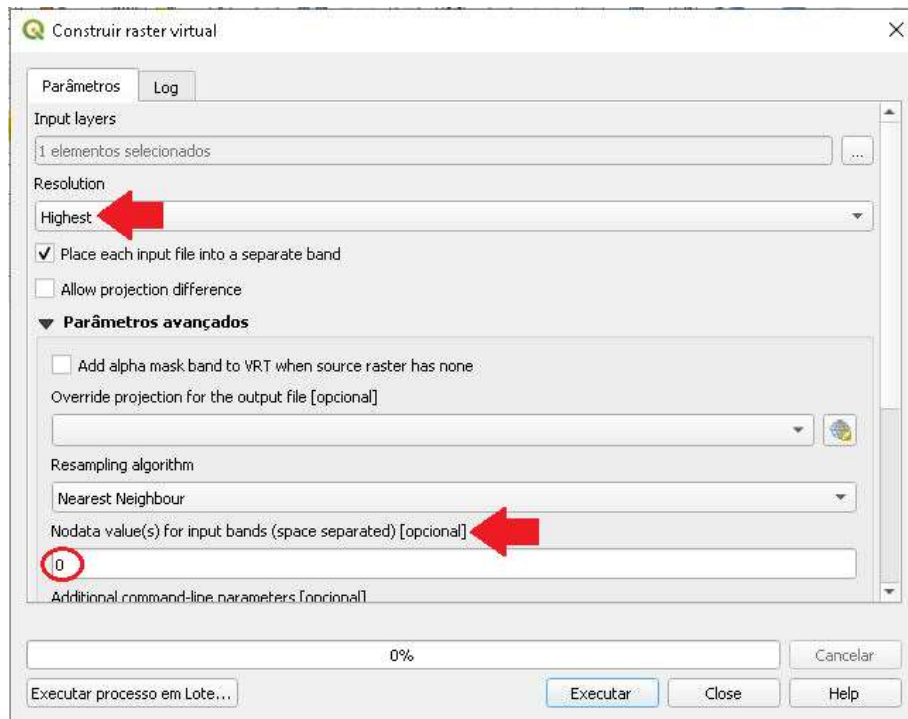 Construir raster virtual
Parâmetros Log
Input layers
1 elementos selecionados
...
Resolution
Highest
Place each input file into a separate band
Allow projection difference
Parâmetros avançados
Add alpha mask band to VRT when source raster has none
Override projection for the output file [opcional]
Resampling algorithm
Nearest Neighbour
Nodata value(s) for input bands (space separated) [opcional]
0
Additional command-line parameters [opcional]
0% Cancelar
Executar processo em Lote... Executar Close Help